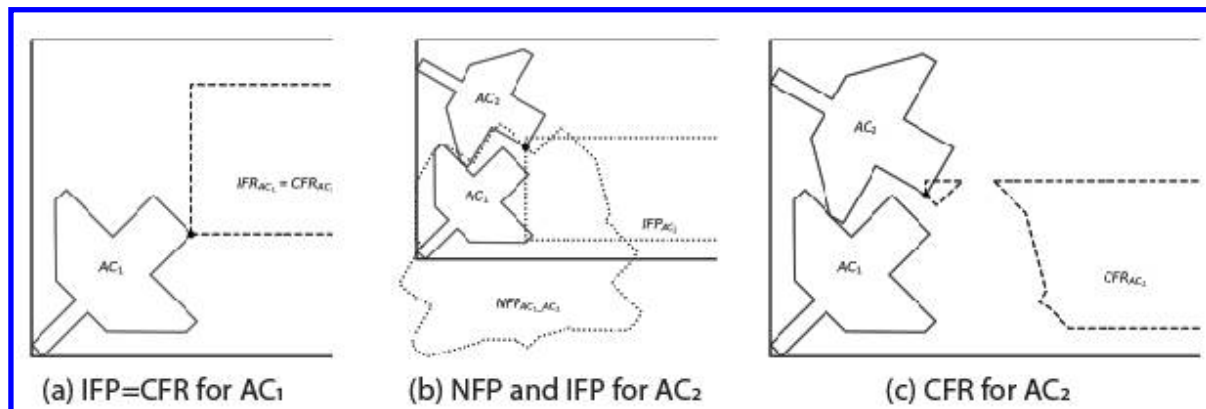 IFR_AC₁ = CFR_AC₁
AC₁
(a) IFP=CFR for AC₁
AC₂
AC₁
IFP_AC₂
NFP_AC₁_AC₂
(b) NFP and IFP for AC₂
AC₂
AC₁
CFR_AC₂
(c) CFR for AC₂